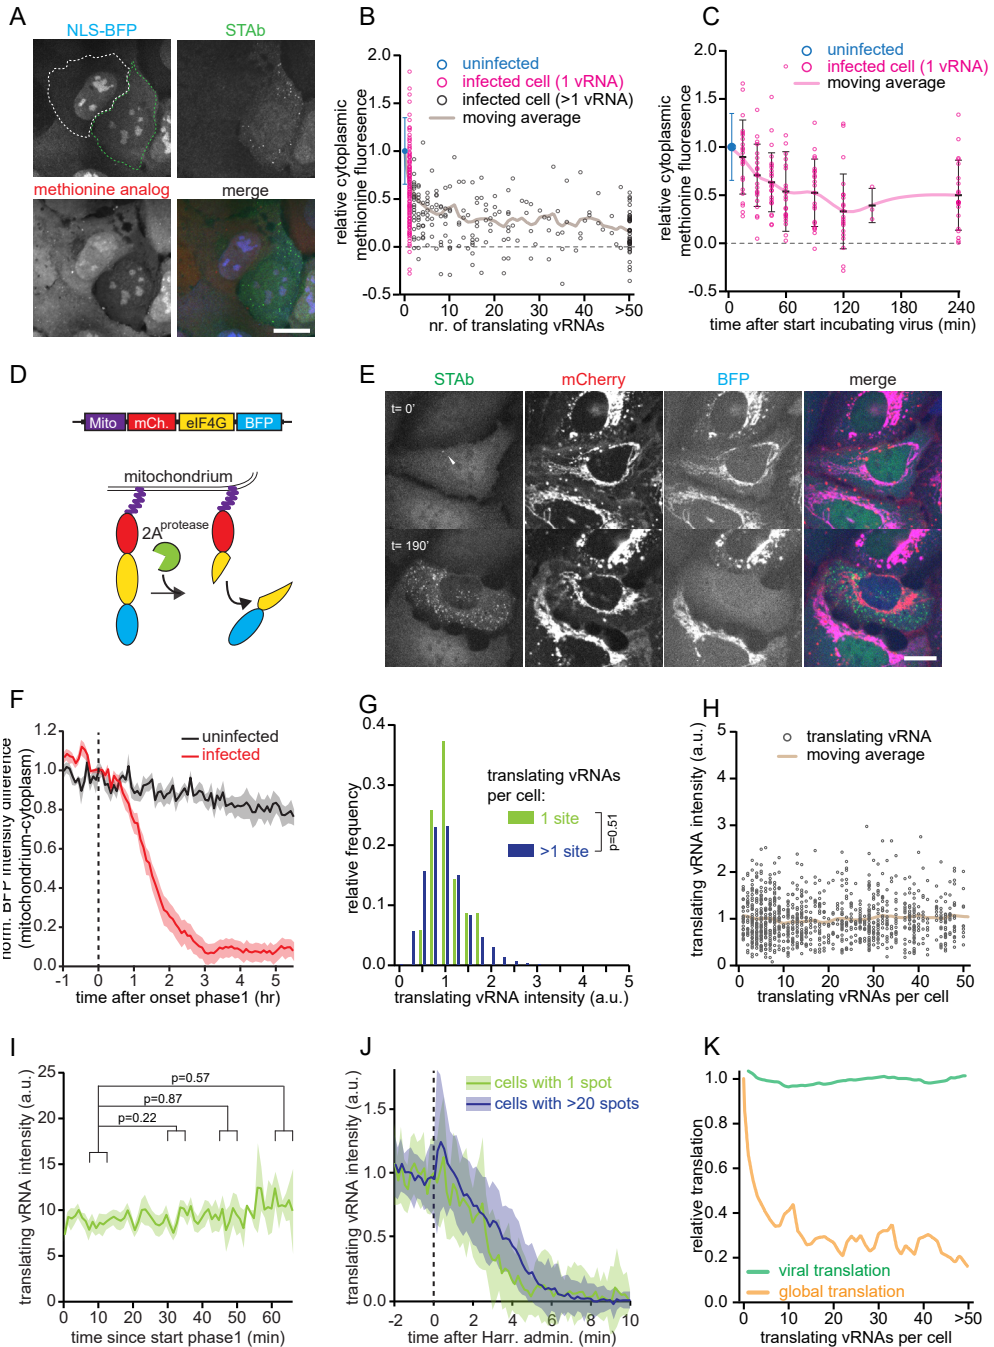 A
NLS-BFP
STAb
methionine analog
merge
B
relative cytoplasmic
methionine fluoresence
2.0
1.5
1.0
0.5
0.0
-0.5
uninfected
infected cell (1 vRNA)
infected cell (>1 vRNA)
moving average
0
10
20
30
40
>50
nr. of translating vRNAs
C
relative cytoplasmic
methionine fluoresence
2.0
1.5
1.0
0.5
0.0
-0.5
uninfected
infected cell (1 vRNA)
moving average
0
60
120
180
240
time after start incubating virus (min)
D
Mito
mCh.
eIF4G
BFP
mitochondrium
2A protease
E
STAb
mCherry
BFP
merge
t= 0'
t= 190'
F
norm. BFP intensity difference
(mitochondrium-cytoplasm)
1.2
1.0
0.8
0.6
0.4
0.2
0.0
uninfected
infected
-1
0
1
2
3
4
5
time after onset phase1 (hr)
G
relative frequency
0.4
0.3
0.2
0.1
0.0
translating vRNAs
per cell:
1 site
>1 site
p=0.51
0
1
2
3
4
5
translating vRNA intensity (a.u.)
H
translating vRNA intensity (a.u.)
5
4
3
2
1
0
translating vRNA
moving average
0
10
20
30
40
50
translating vRNAs per cell
I
translating vRNA intensity (a.u.)
25
20
15
10
5
0
p=0.57
p=0.87
p=0.22
0
10
20
30
40
50
60
time since start phase1 (min)
J
translating vRNA intensity (a.u.)
1.5
1.0
0.5
0.0
cells with 1 spot
cells with >20 spots
-2
0
2
4
6
8
10
time after Harr. admin. (min)
K
relative translation
1.0
0.8
0.6
0.4
0.2
0.0
viral translation
global translation
0
10
20
30
40
>50
translating vRNAs per cell